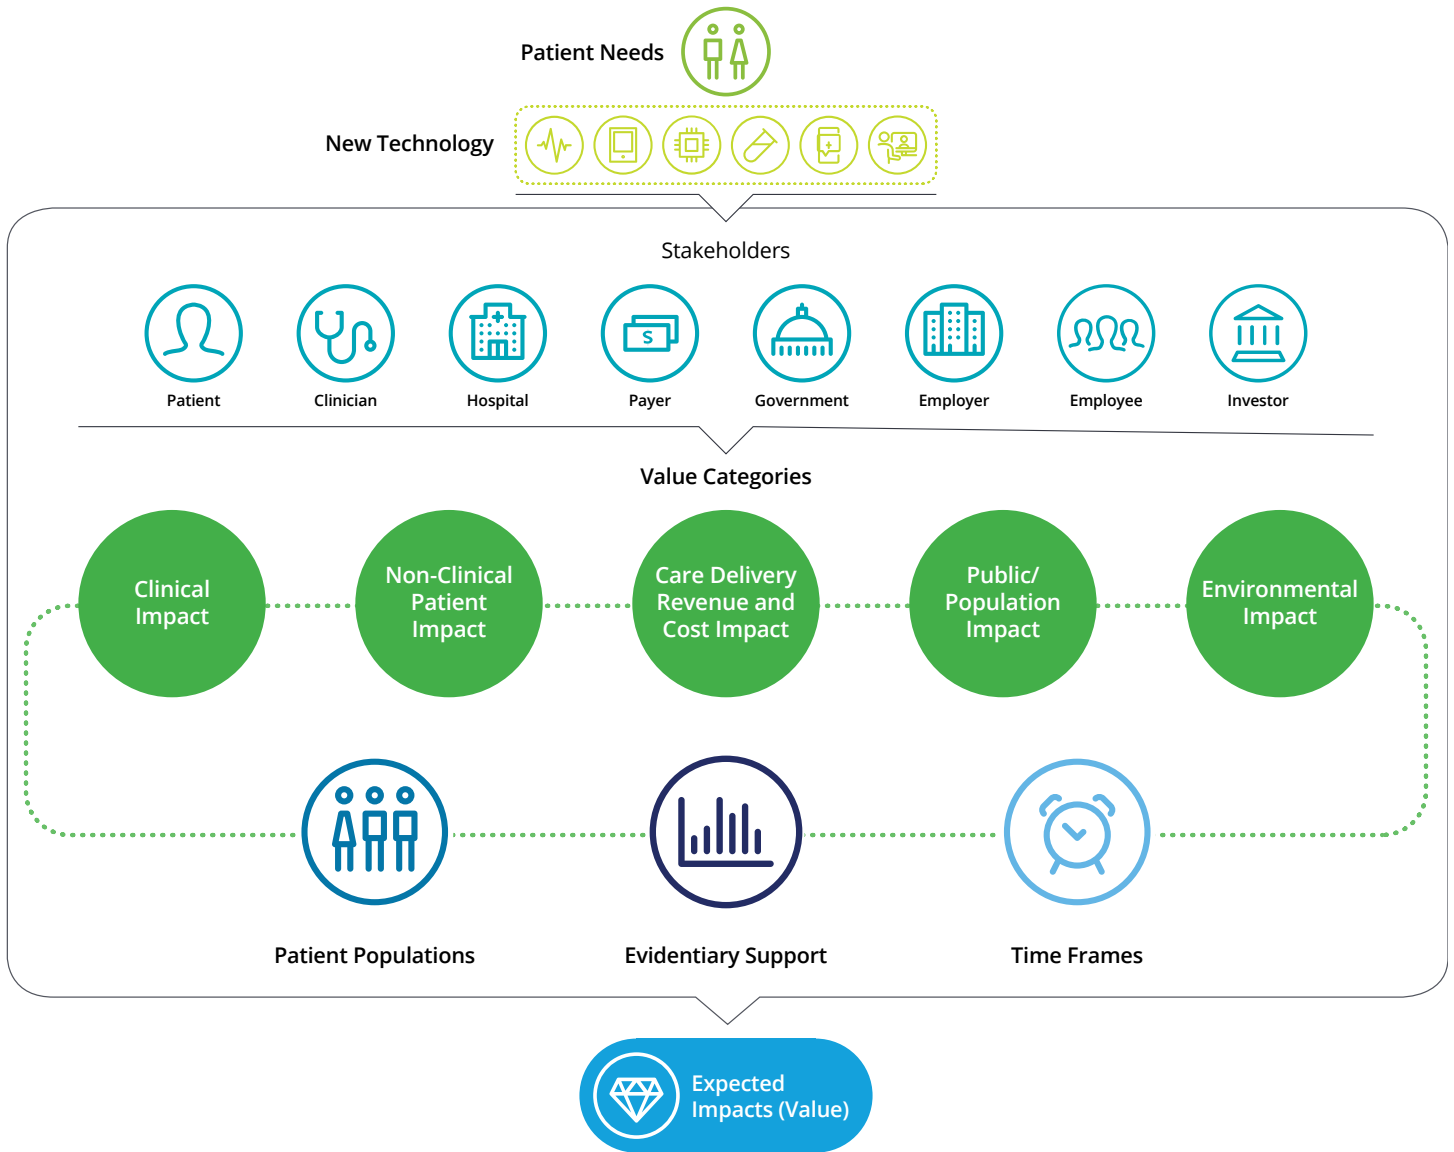 Patient Needs
New Technology
Stakeholders
Patient
Clinician
Hospital
Payer
Government
Employer
Employee
Investor
Value Categories
Clinical
Impact
Non-Clinical
Patient
Impact
Care Delivery
Revenue and
Cost Impact
Public/
Population
Impact
Environmental
Impact
$
Patient Populations
Evidentiary Support
Time Frames
Expected
Impacts (Value)